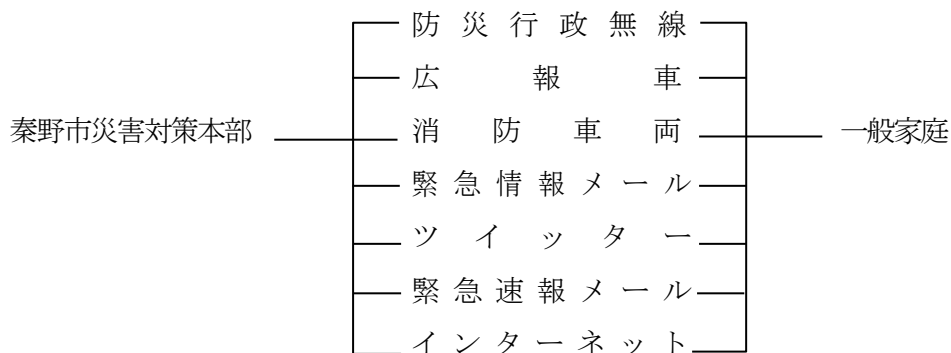 防災行政無線
広報車
秦野市災害対策本部 消防車両 一般家庭
緊急情報メール
ツイッター
緊急速報メール
インターネット